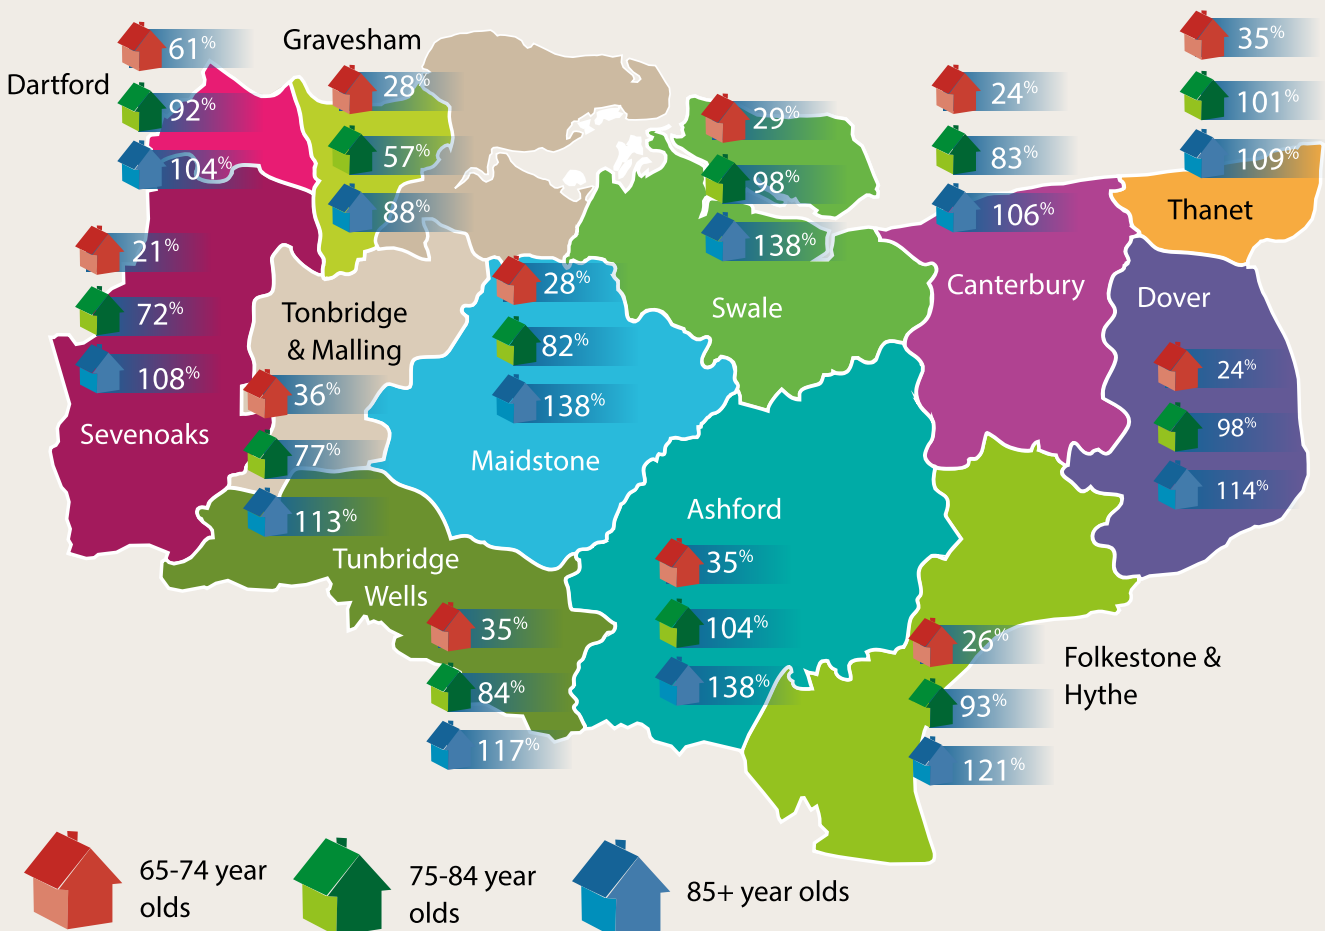 Dartford
61%
92%
104%
Gravesham
28%
57%
88%
29%
98%
138%
Swale
24%
83%
106%
Canterbury
35%
101%
109%
Thanet
21%
72%
108%
Sevenoaks
Tonbridge
& Malling
36%
77%
113%
28%
82%
138%
Maidstone
Dover
24%
98%
114%
Ashford
35%
104%
138%
Tunbridge
Wells
35%
84%
117%
26%
93%
121%
Folkestone &
Hythe
65-74 year
olds
75-84 year
olds
85+ year olds